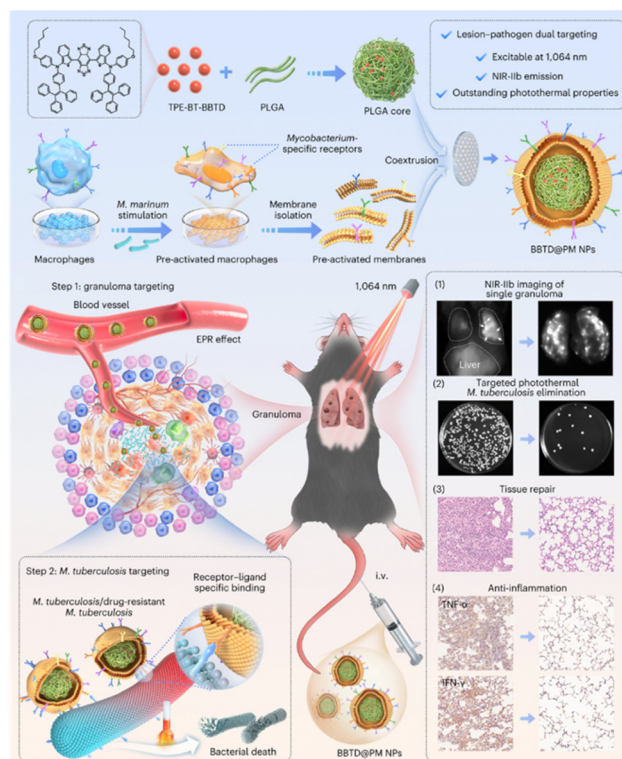 Lesion–pathogen dual targeting
Excitable at 1,064 nm
NIR-IIb emission
Outstanding photothermal properties
TPE-BT-BBTD
PLGA
PLGA core
Mycobacterium-
specific receptors
Coextrusion
M. marinum
stimulation
Membrane
isolation
Macrophages
Pre-activated macrophages
Pre-activated membranes
BBTD@PM NPs
Step 1: granuloma targeting
Blood vessel
EPR effect
1,064 nm
Granuloma
(1)
NIR-IIb imaging of
single granuloma
Liver
(2)
Targeted photothermal
M. tuberculosis elimination
(3)
Tissue repair
(4)
Anti-inflammation
TNF-α
IFN-γ
Step 2: M. tuberculosis targeting
Receptor–ligand
specific binding
M. tuberculosis/drug-resistant
M. tuberculosis
Bacterial death
i.v.
BBTD@PM NPs